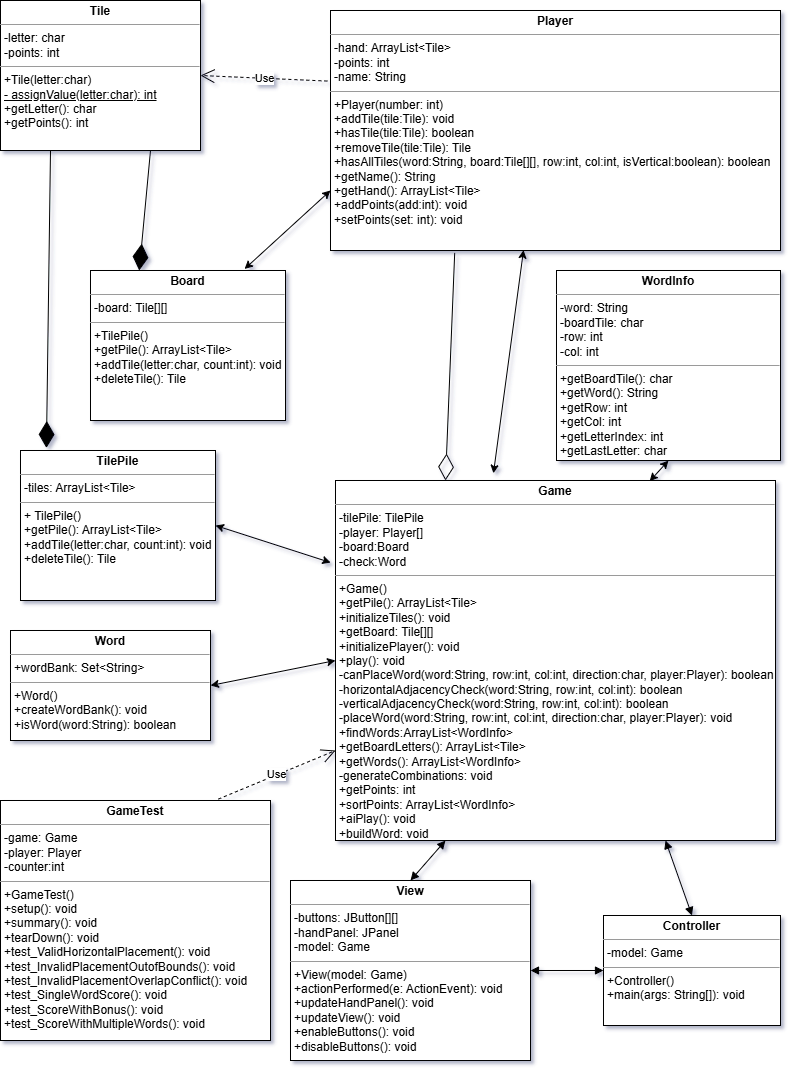 Tile
-letter: char
-points: int
+Tile(letter:char)
- assignValue(letter:char): int
+getLetter(): char
+getPoints(): int
Use
Player
-hand: ArrayList<Tile>
-points: int
-name: String
+Player(number: int)
+addTile(tile:Tile): void
+hasTile(tile:Tile): boolean
+removeTile(tile:Tile): Tile
+hasAllTiles(word:String, board:Tile[][], row:int, col:int, isVertical:boolean): boolean
+getName(): String
+getHand(): ArrayList<Tile>
+addPoints(add:int): void
+setPoints(set: int): void
Board
-board: Tile[][]
+TilePile()
+getPile(): ArrayList<Tile>
+addTile(letter:char, count:int): void
+deleteTile(): Tile
WordInfo
-word: String
-boardTile: char
-row: int
-col: int
+getBoardTile(): char
+getWord(): String
+getRow: int
+getCol: int
+getLetterIndex: int
+getLastLetter: char
TilePile
-tiles: ArrayList<Tile>
+ TilePile()
+getPile(): ArrayList<Tile>
+addTile(letter:char, count:int): void
+deleteTile(): Tile
Game
-tilePile: TilePile
-player: Player[]
-board:Board
-check:Word
+Game()
+getPile(): ArrayList<Tile>
+initializeTiles(): void
+getBoard: Tile[][]
+initializePlayer(): void
+play(): void
-canPlaceWord(word:String, row:int, col:int, direction:char, player:Player): boolean
-horizontalAdjacencyCheck(word:String, row:int, col:int): boolean
-verticalAdjacencyCheck(word:String, row:int, col:int): boolean
-placeWord(word:String, row:int, col:int, direction:char, player:Player): void
+findWords:ArrayList<WordInfo>
+getBoardLetters(): ArrayList<Tile>
+getWords(): ArrayList<WordInfo>
-generateCombinations: void
+getPoints: int
+sortPoints: ArrayList<WordInfo>
+aiPlay(): void
+buildWord: void
Word
+wordBank: Set<String>
+Word()
+createWordBank(): void
+isWord(word:String): boolean
Use
GameTest
-game: Game
-player: Player
-counter:int
+GameTest()
+setup(): void
+summary(): void
+tearDown(): void
+test_ValidHorizontalPlacement(): void
+test_InvalidPlacementOutofBounds(): void
+test_InvalidPlacementOverlapConflict(): void
+test_SingleWordScore(): void
+test_ScoreWithBonus(): void
+test_ScoreWithMultipleWords(): void
View
-buttons: JButton[][]
-handPanel: JPanel
-model: Game
+View(model: Game)
+actionPerformed(e: ActionEvent): void
+updateHandPanel(): void
+updateView(): void
+enableButtons(): void
+disableButtons(): void
Controller
-model: Game
+Controller()
+main(args: String[]): void